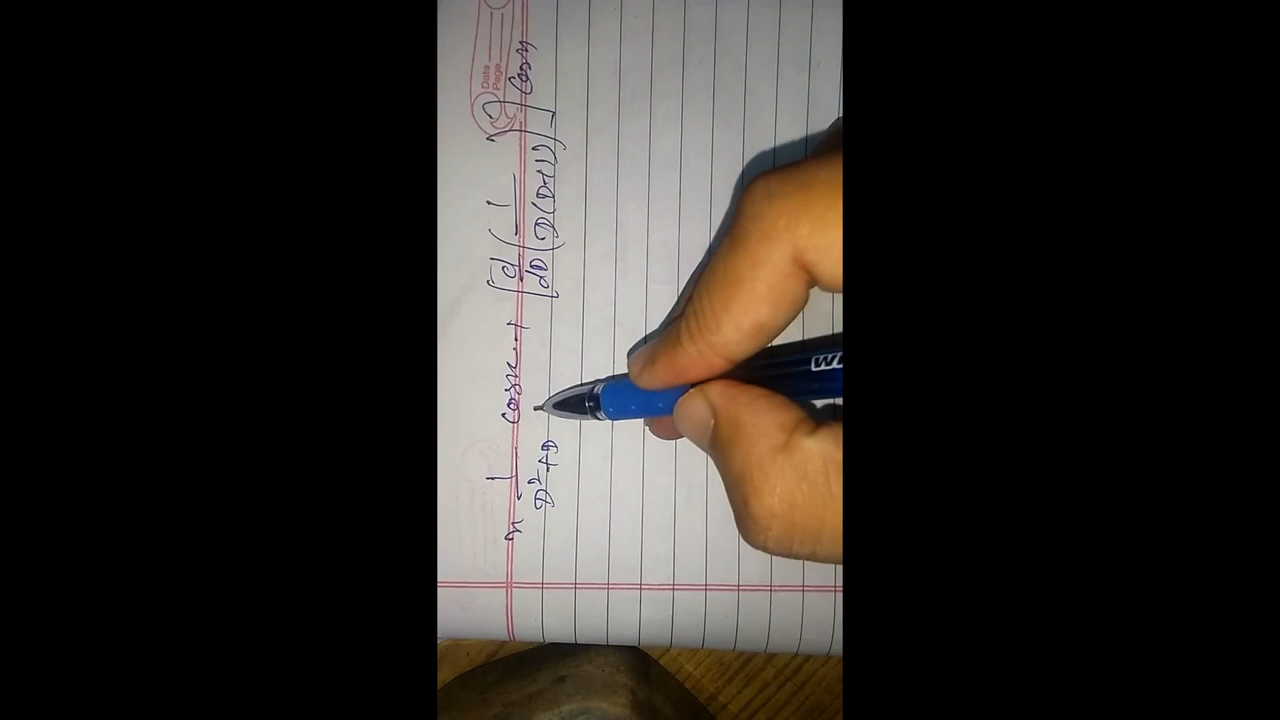 Date
Page
x 1/(D²+D) cosx + [d/dD (1/(D(D+1)))] cosx